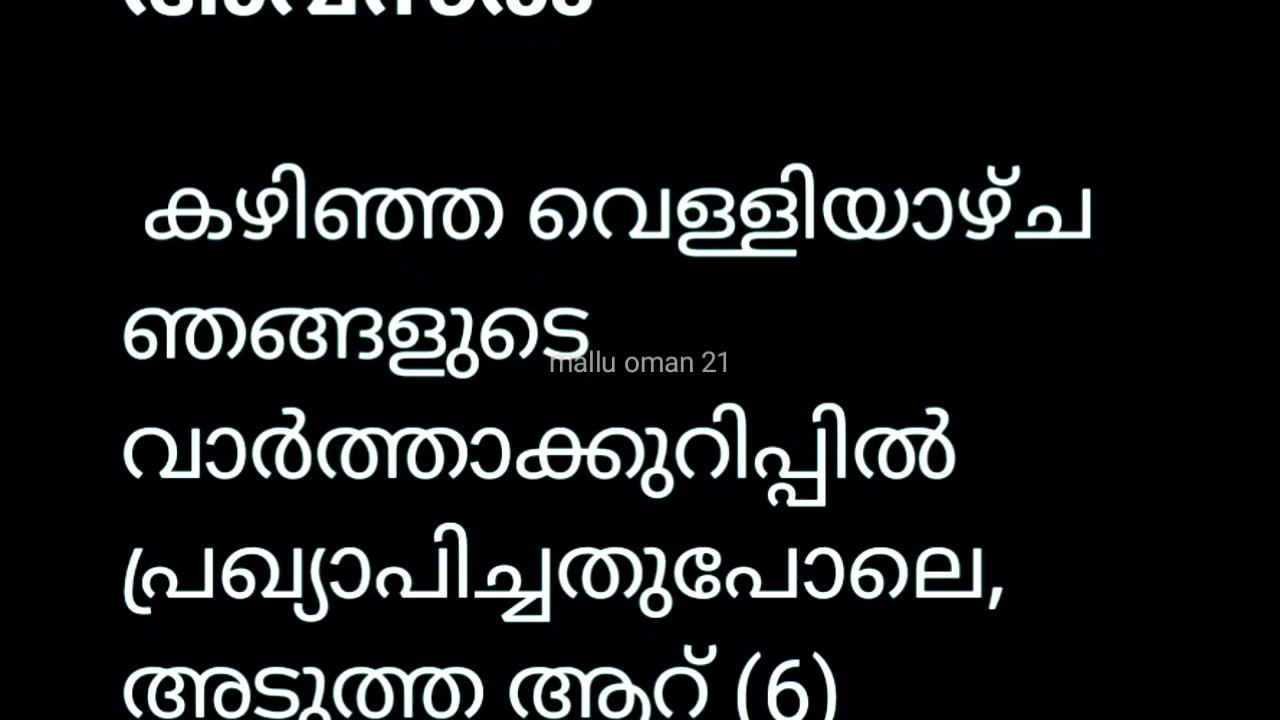 കഴിഞ്ഞ വെള്ളിയാഴ്ച
ഞങ്ങളുടെ
mallu oman 21
വാർത്താക്കുറിപ്പിൽ
പ്രഖ്യാപിച്ചതുപോലെ,
അടുത്ത ആറ് (6)